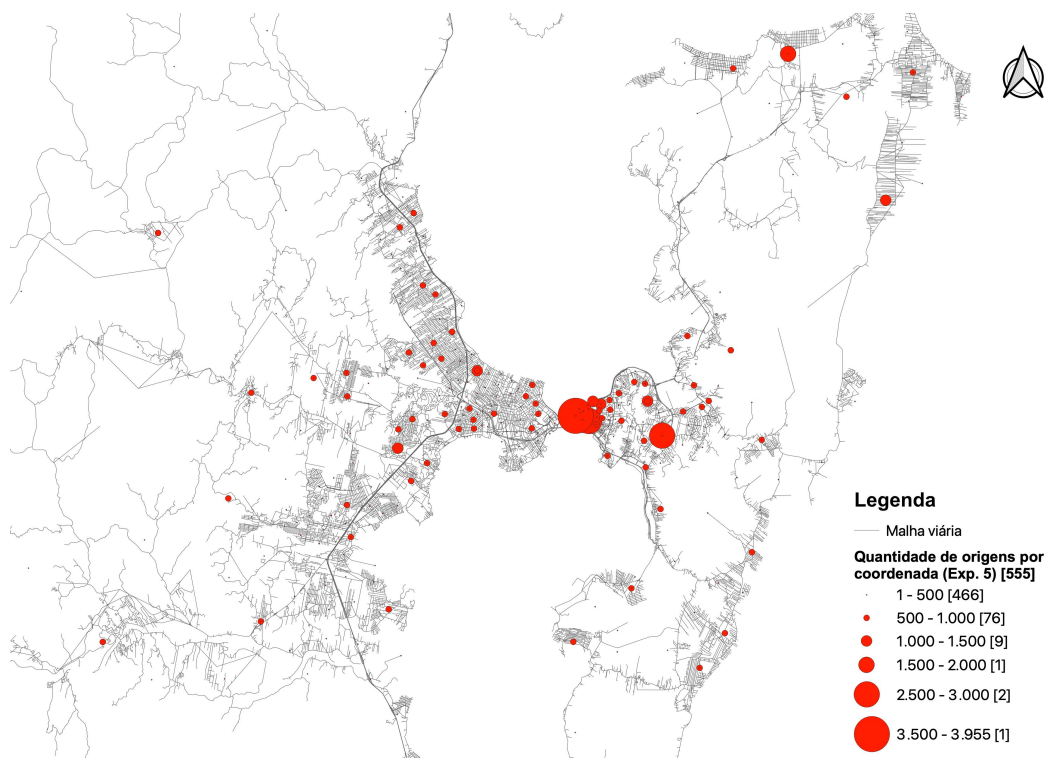 Legenda
Malha viária
Quantidade de origens por
coordenada (Exp. 5) [555]
1 - 500 [466]
500 - 1.000 [76]
1.000 - 1.500 [9]
1.500 - 2.000 [1]
2.500 - 3.000 [2]
3.500 - 3.955 [1]